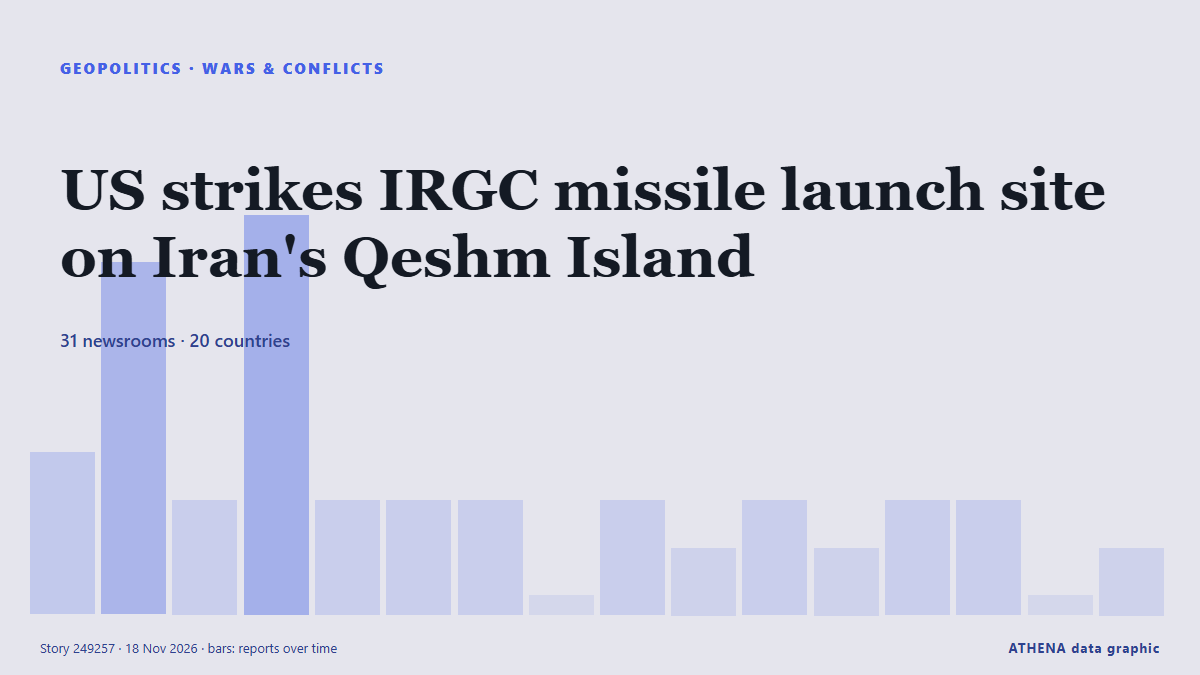 GEOPOLITICS · WARS & CONFLICTS
US strikes IRGC missile launch site
on Iran's Qeshm Island
31 newsrooms · 20 countries
Story 249257 · 18 Nov 2026 · bars: reports over time
ATHENA data graphic